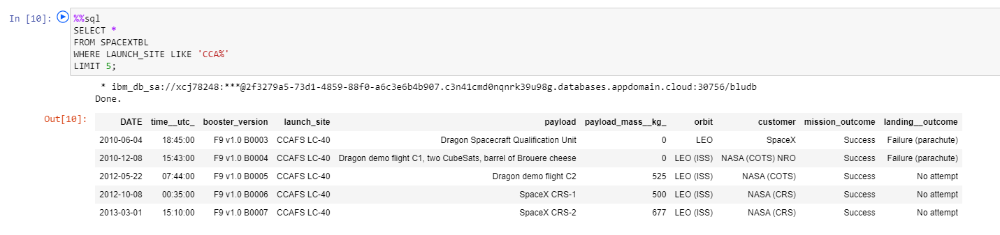 In [10]:
%%sql
SELECT *
FROM SPACEXTBL
WHERE LAUNCH_SITE LIKE 'CCA%'
LIMIT 5;
* ibm_db_sa://xcj78248:***@2f3279a5-73d1-4859-88f0-a6c3e6b4b907.c3n41cmd0nqnrk39u98g.databases.appdomain.cloud:30756/bludb
Done.
Out[10]:
DATE time__utc_ booster_version launch_site payload payload_mass__kg_ orbit customer mission_outcome landing__outcome
2010-06-04 18:45:00 F9 v1.0 B0003 CCAFS LC-40 Dragon Spacecraft Qualification Unit 0 LEO SpaceX Success Failure (parachute)
2010-12-08 15:43:00 F9 v1.0 B0004 CCAFS LC-40 Dragon demo flight C1, two CubeSats, barrel of Brouere cheese 0 LEO (ISS) NASA (COTS) NRO Success Failure (parachute)
2012-05-22 07:44:00 F9 v1.0 B0005 CCAFS LC-40 Dragon demo flight C2 525 LEO (ISS) NASA (COTS) Success No attempt
2012-10-08 00:35:00 F9 v1.0 B0006 CCAFS LC-40 SpaceX CRS-1 500 LEO (ISS) NASA (CRS) Success No attempt
2013-03-01 15:10:00 F9 v1.0 B0007 CCAFS LC-40 SpaceX CRS-2 677 LEO (ISS) NASA (CRS) Success No attempt